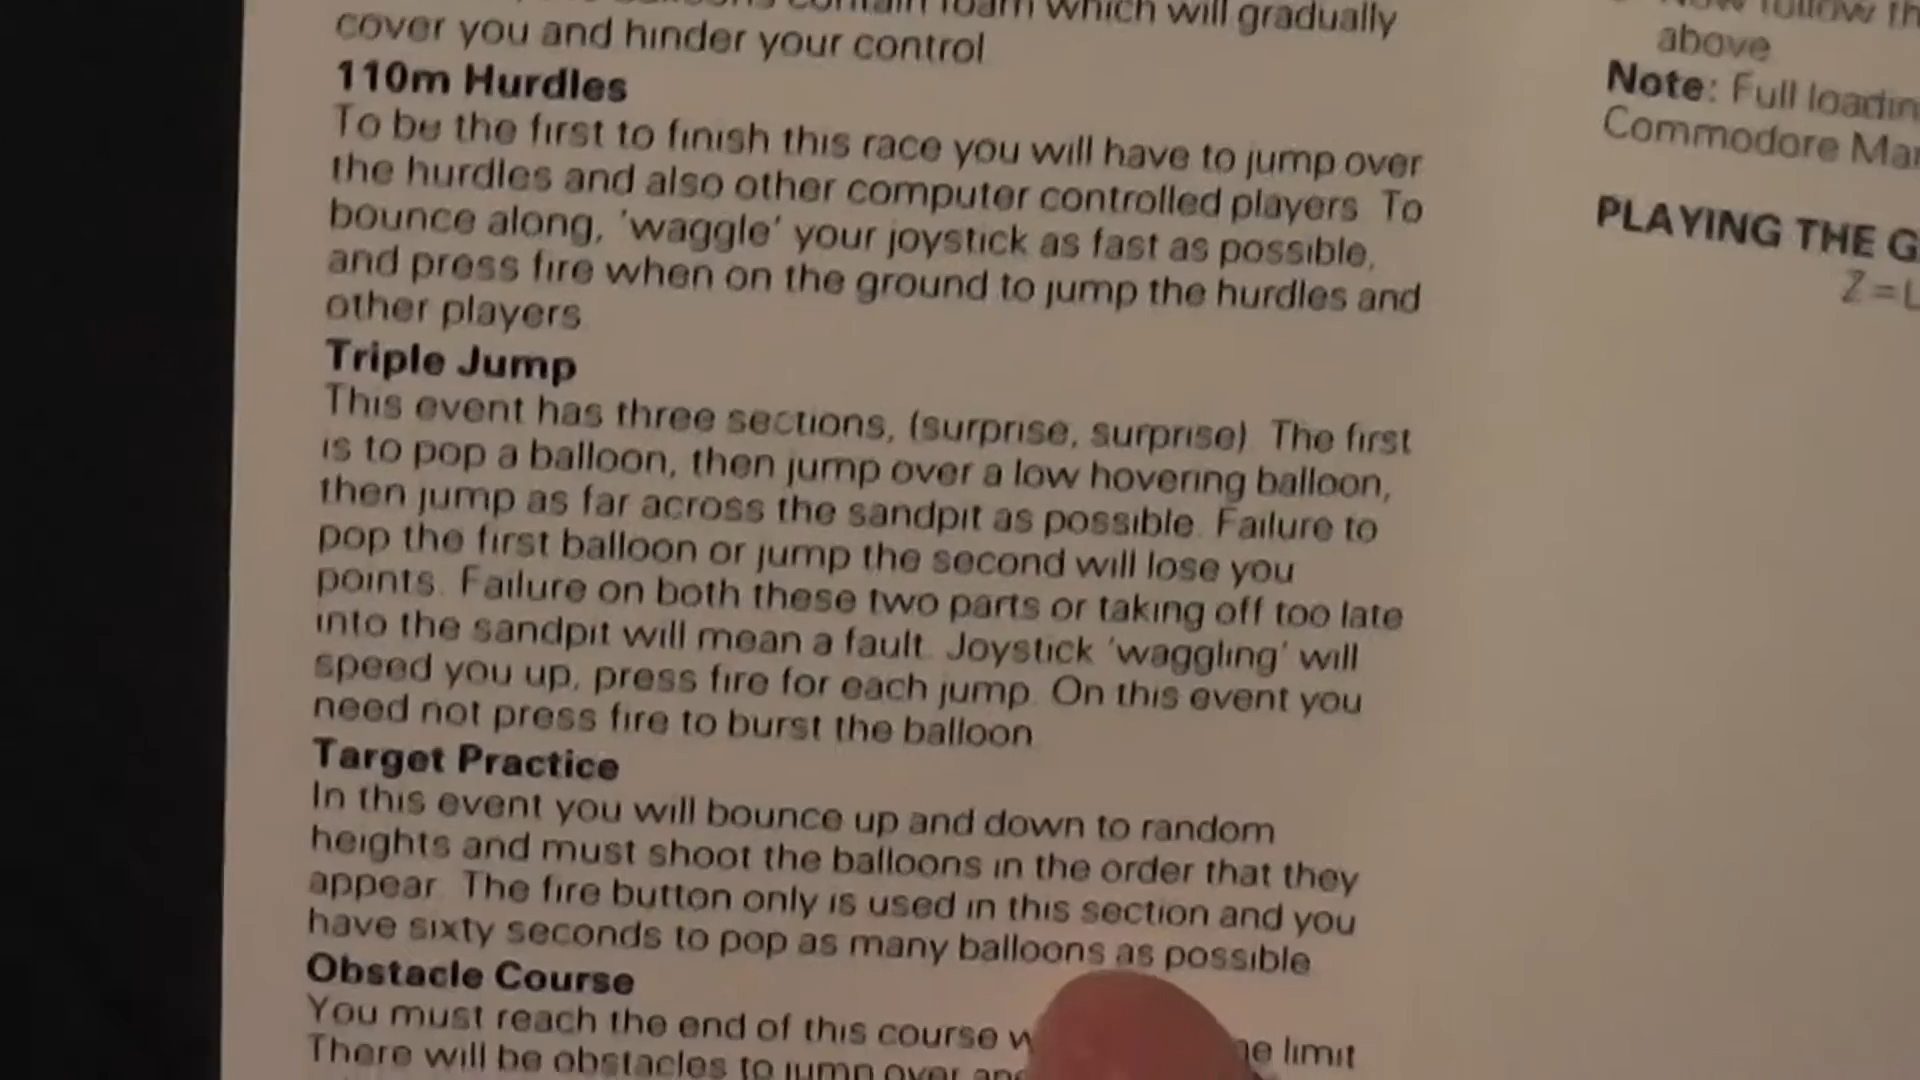 contain foam which will gradually
cover you and hinder your control
110m Hurdles
To be the first to finish this race you will have to jump over
the hurdles and also other computer controlled players. To
bounce along, 'waggle' your joystick as fast as possible,
and press fire when on the ground to jump the hurdles and
other players
Triple Jump
This event has three sections, (surprise, surprise). The first
is to pop a balloon, then jump over a low hovering balloon,
then jump as far across the sandpit as possible. Failure to
pop the first balloon or jump the second will lose you
points. Failure on both these two parts or taking off too late
into the sandpit will mean a fault. Joystick 'waggling' will
speed you up, press fire for each jump. On this event you
need not press fire to burst the balloon
Target Practice
In this event you will bounce up and down to random
heights and must shoot the balloons in the order that they
appear. The fire button only is used in this section and you
have sixty seconds to pop as many balloons as possible
Obstacle Course
You must reach the end of this course limit
There will be obstacles to jump over
follow
above
Note: Full
Commodore
PLAYING THE
Z=